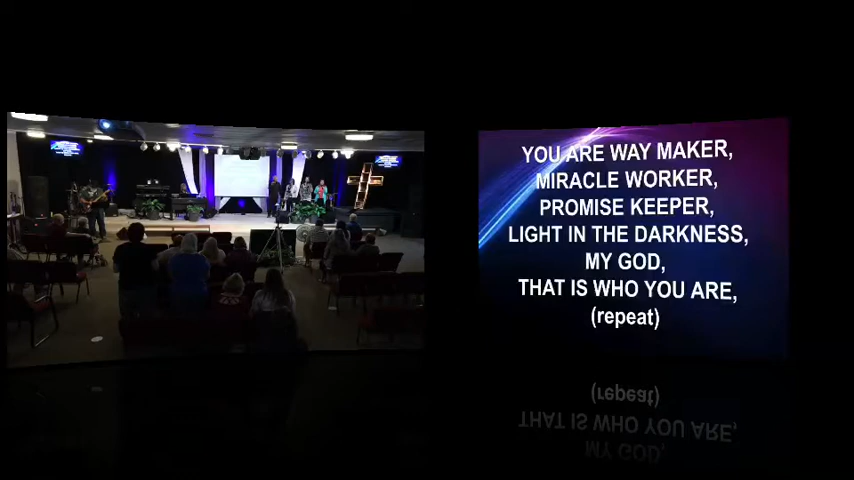 YOU ARE WAY MAKER,
MIRACLE WORKER,
PROMISE KEEPER,
LIGHT IN THE DARKNESS,
MY GOD,
THAT IS WHO YOU ARE,
(repeat)